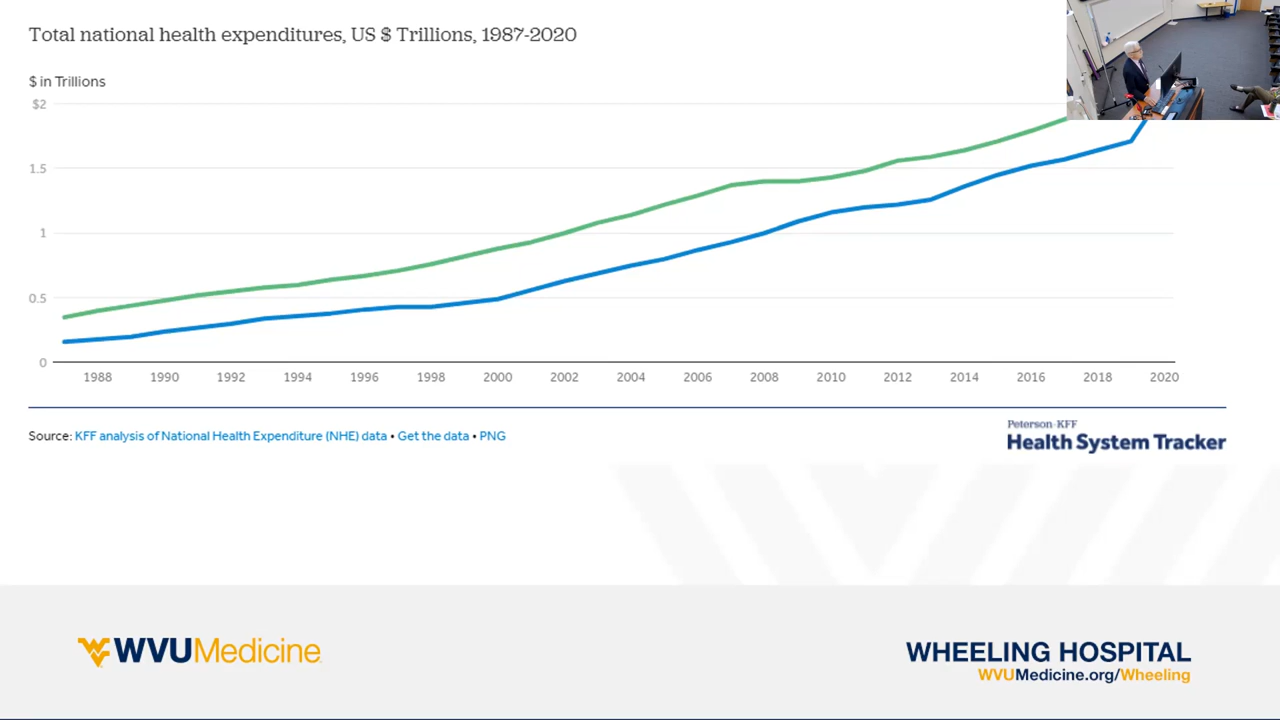 Total national health expenditures, US $ Trillions, 1987-2020
$ in Trillions
$2
1.5
1
0.5
0
1988 1990 1992 1994 1996 1998 2000 2002 2004 2006 2008 2010 2012 2014 2016 2018 2020
Source: KFF analysis of National Health Expenditure (NHE) data • Get the data • PNG
Peterson-KFF
Health System Tracker
WVUMedicine
WHEELING HOSPITAL
WVUMedicine.org/Wheeling